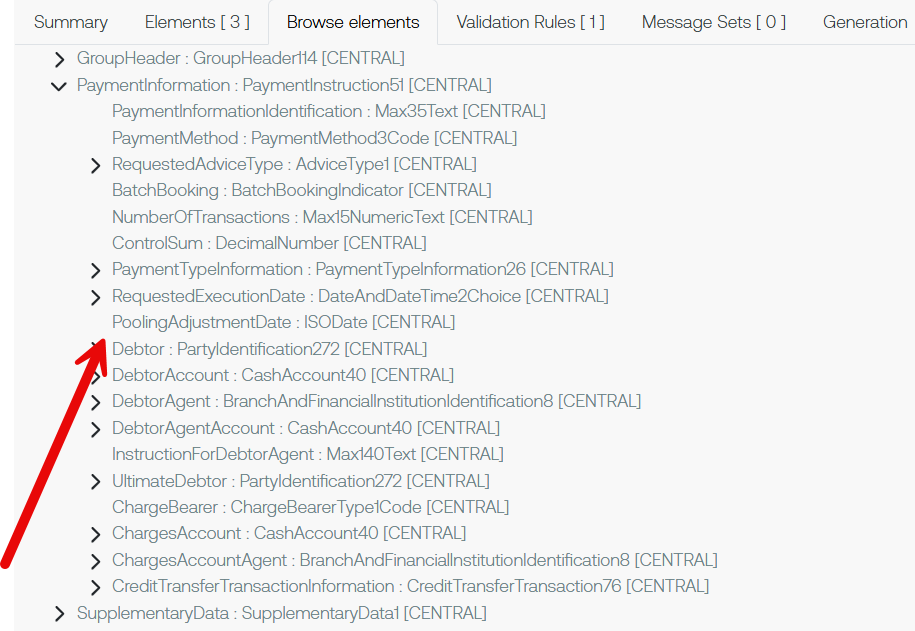 Summary Elements [ 3 ] Browse elements Validation Rules [ 1 ] Message Sets [ 0 ] Generation
GroupHeader : GroupHeader114 [CENTRAL]
PaymentInformation : PaymentInstruction51 [CENTRAL]
PaymentInformationIdentification : Max35Text [CENTRAL]
PaymentMethod : PaymentMethod3Code [CENTRAL]
RequestedAdviceType : AdviceType1 [CENTRAL]
BatchBooking : BatchBookingIndicator [CENTRAL]
NumberOfTransactions : Max15NumericText [CENTRAL]
ControlSum : DecimalNumber [CENTRAL]
PaymentTypeInformation : PaymentTypeInformation26 [CENTRAL]
RequestedExecutionDate : DateAndDateTime2Choice [CENTRAL]
PoolingAdjustmentDate : ISODate [CENTRAL]
Debtor : PartyIdentification272 [CENTRAL]
DebtorAccount : CashAccount40 [CENTRAL]
DebtorAgent : BranchAndFinancialInstitutionIdentification8 [CENTRAL]
DebtorAgentAccount : CashAccount40 [CENTRAL]
InstructionForDebtorAgent : Max140Text [CENTRAL]
UltimateDebtor : PartyIdentification272 [CENTRAL]
ChargeBearer : ChargeBearerType1Code [CENTRAL]
ChargesAccount : CashAccount40 [CENTRAL]
ChargesAccountAgent : BranchAndFinancialInstitutionIdentification8 [CENTRAL]
CreditTransferTransactionInformation : CreditTransferTransaction76 [CENTRAL]
SupplementaryData : SupplementaryData1 [CENTRAL]